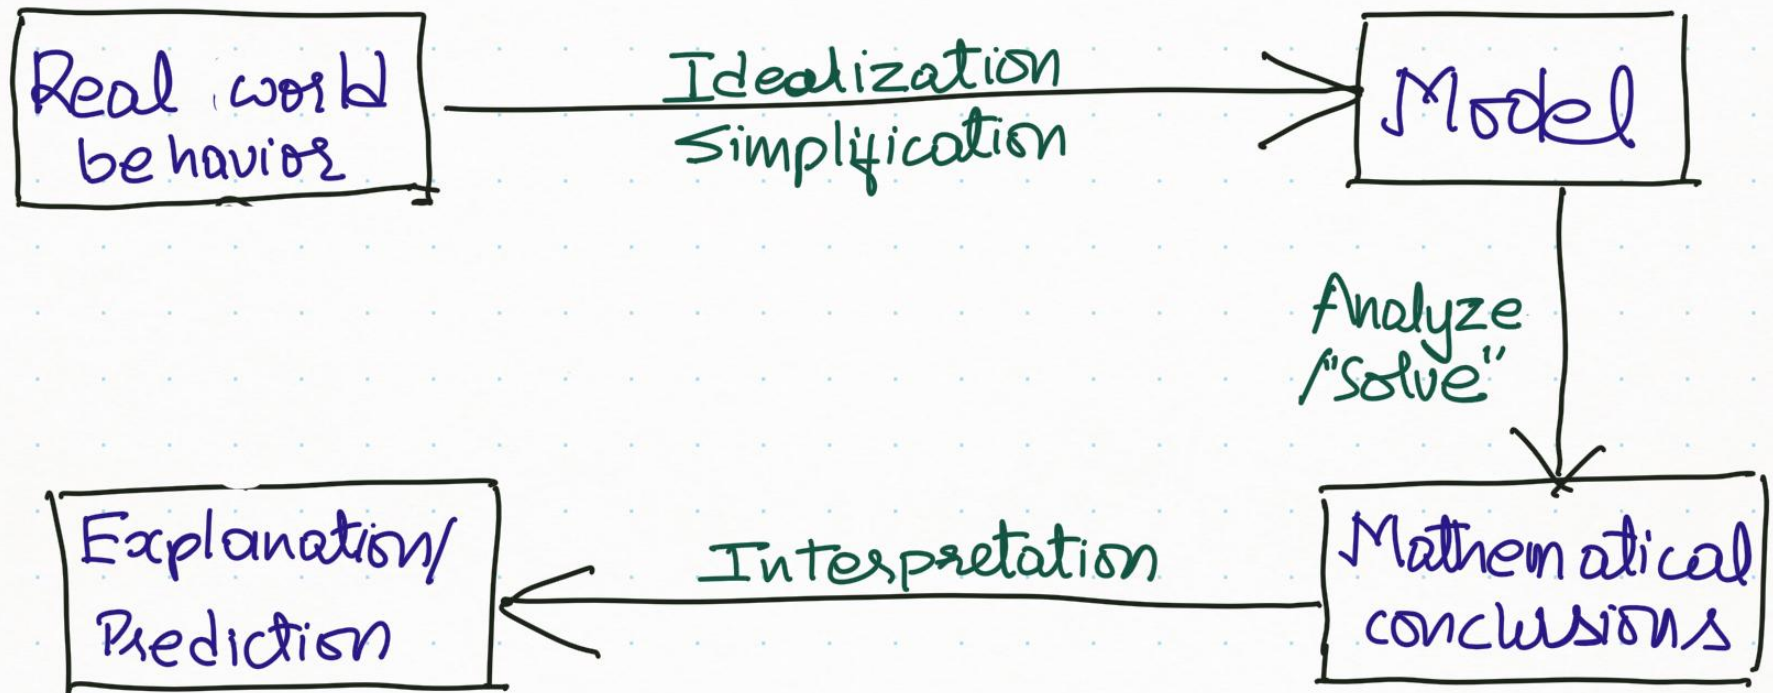 Real world
behavior
Idealization
Simplification
Model
Analyze
/"Solve"
Explanation/
Prediction
Interpretation
Mathematical
conclusions